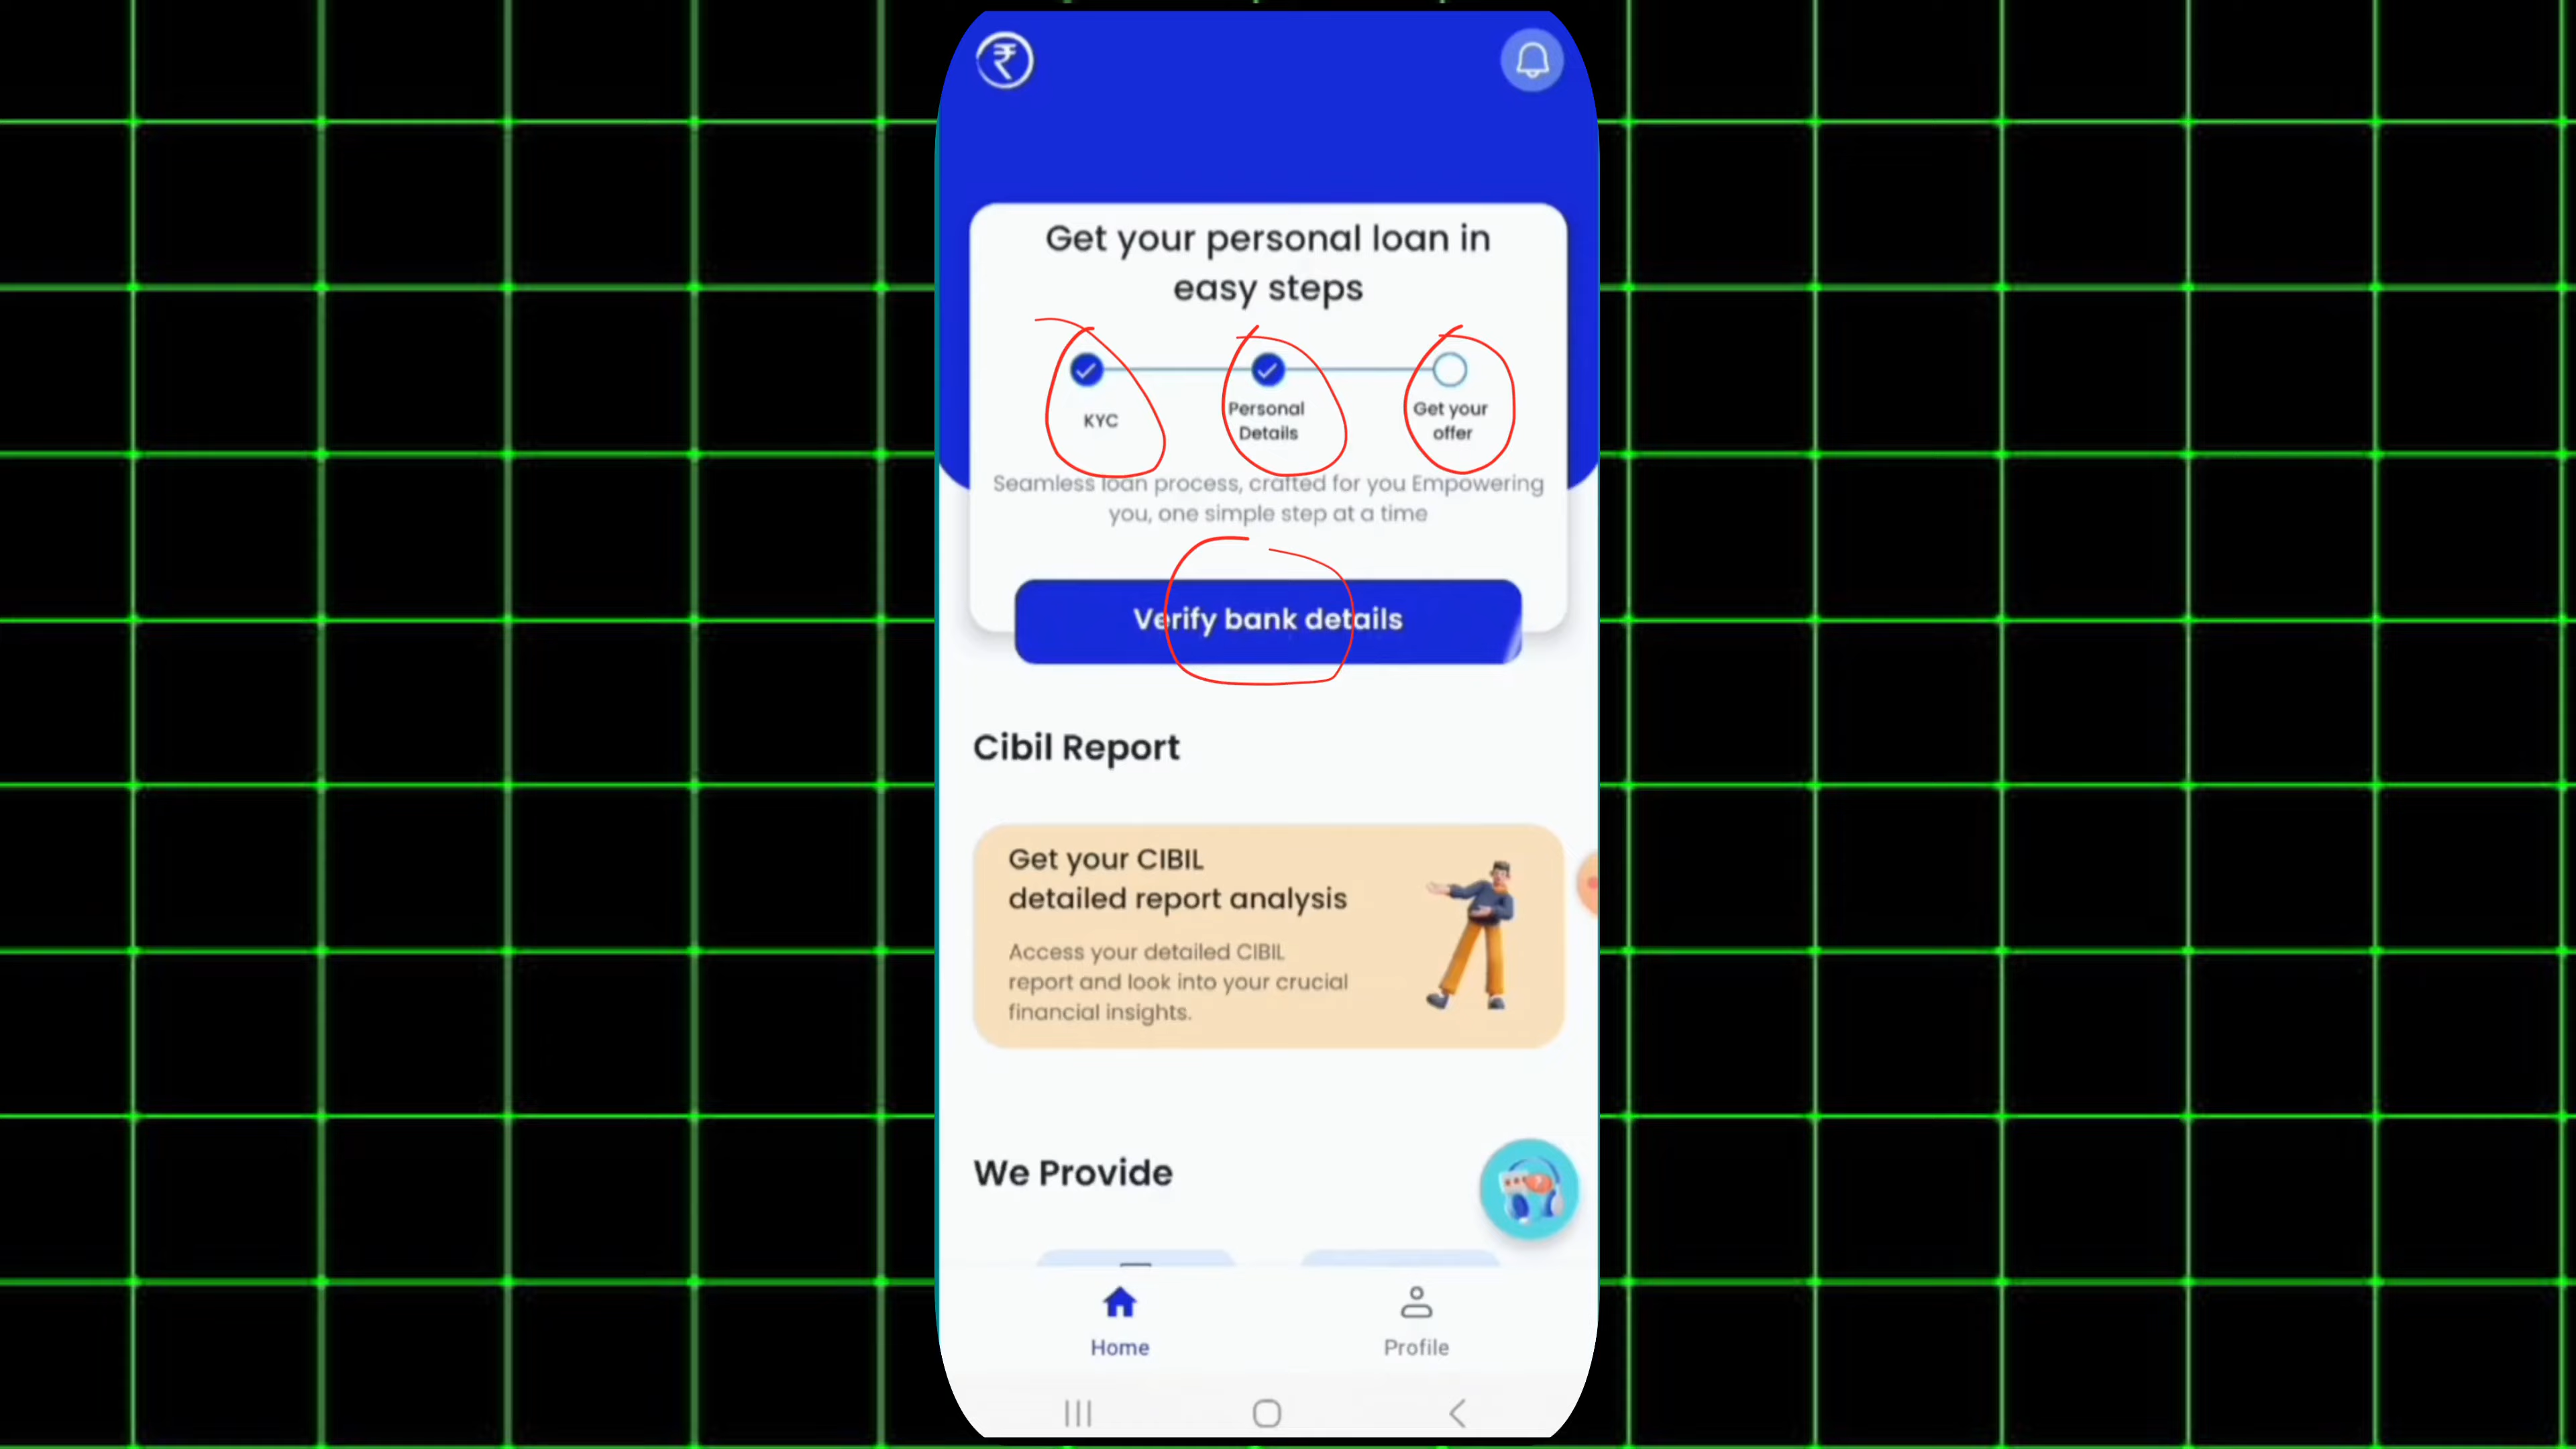 Get your personal loan in
easy steps
KYC
Personal
Details
Get your
offer
Seamless loan process, crafted for you Empowering
you, one simple step at a time
Verify bank details
Cibil Report
Get your CIBIL
detailed report analysis
Access your detailed CIBIL
report and look into your crucial
financial insights.
We Provide
Home
Profile